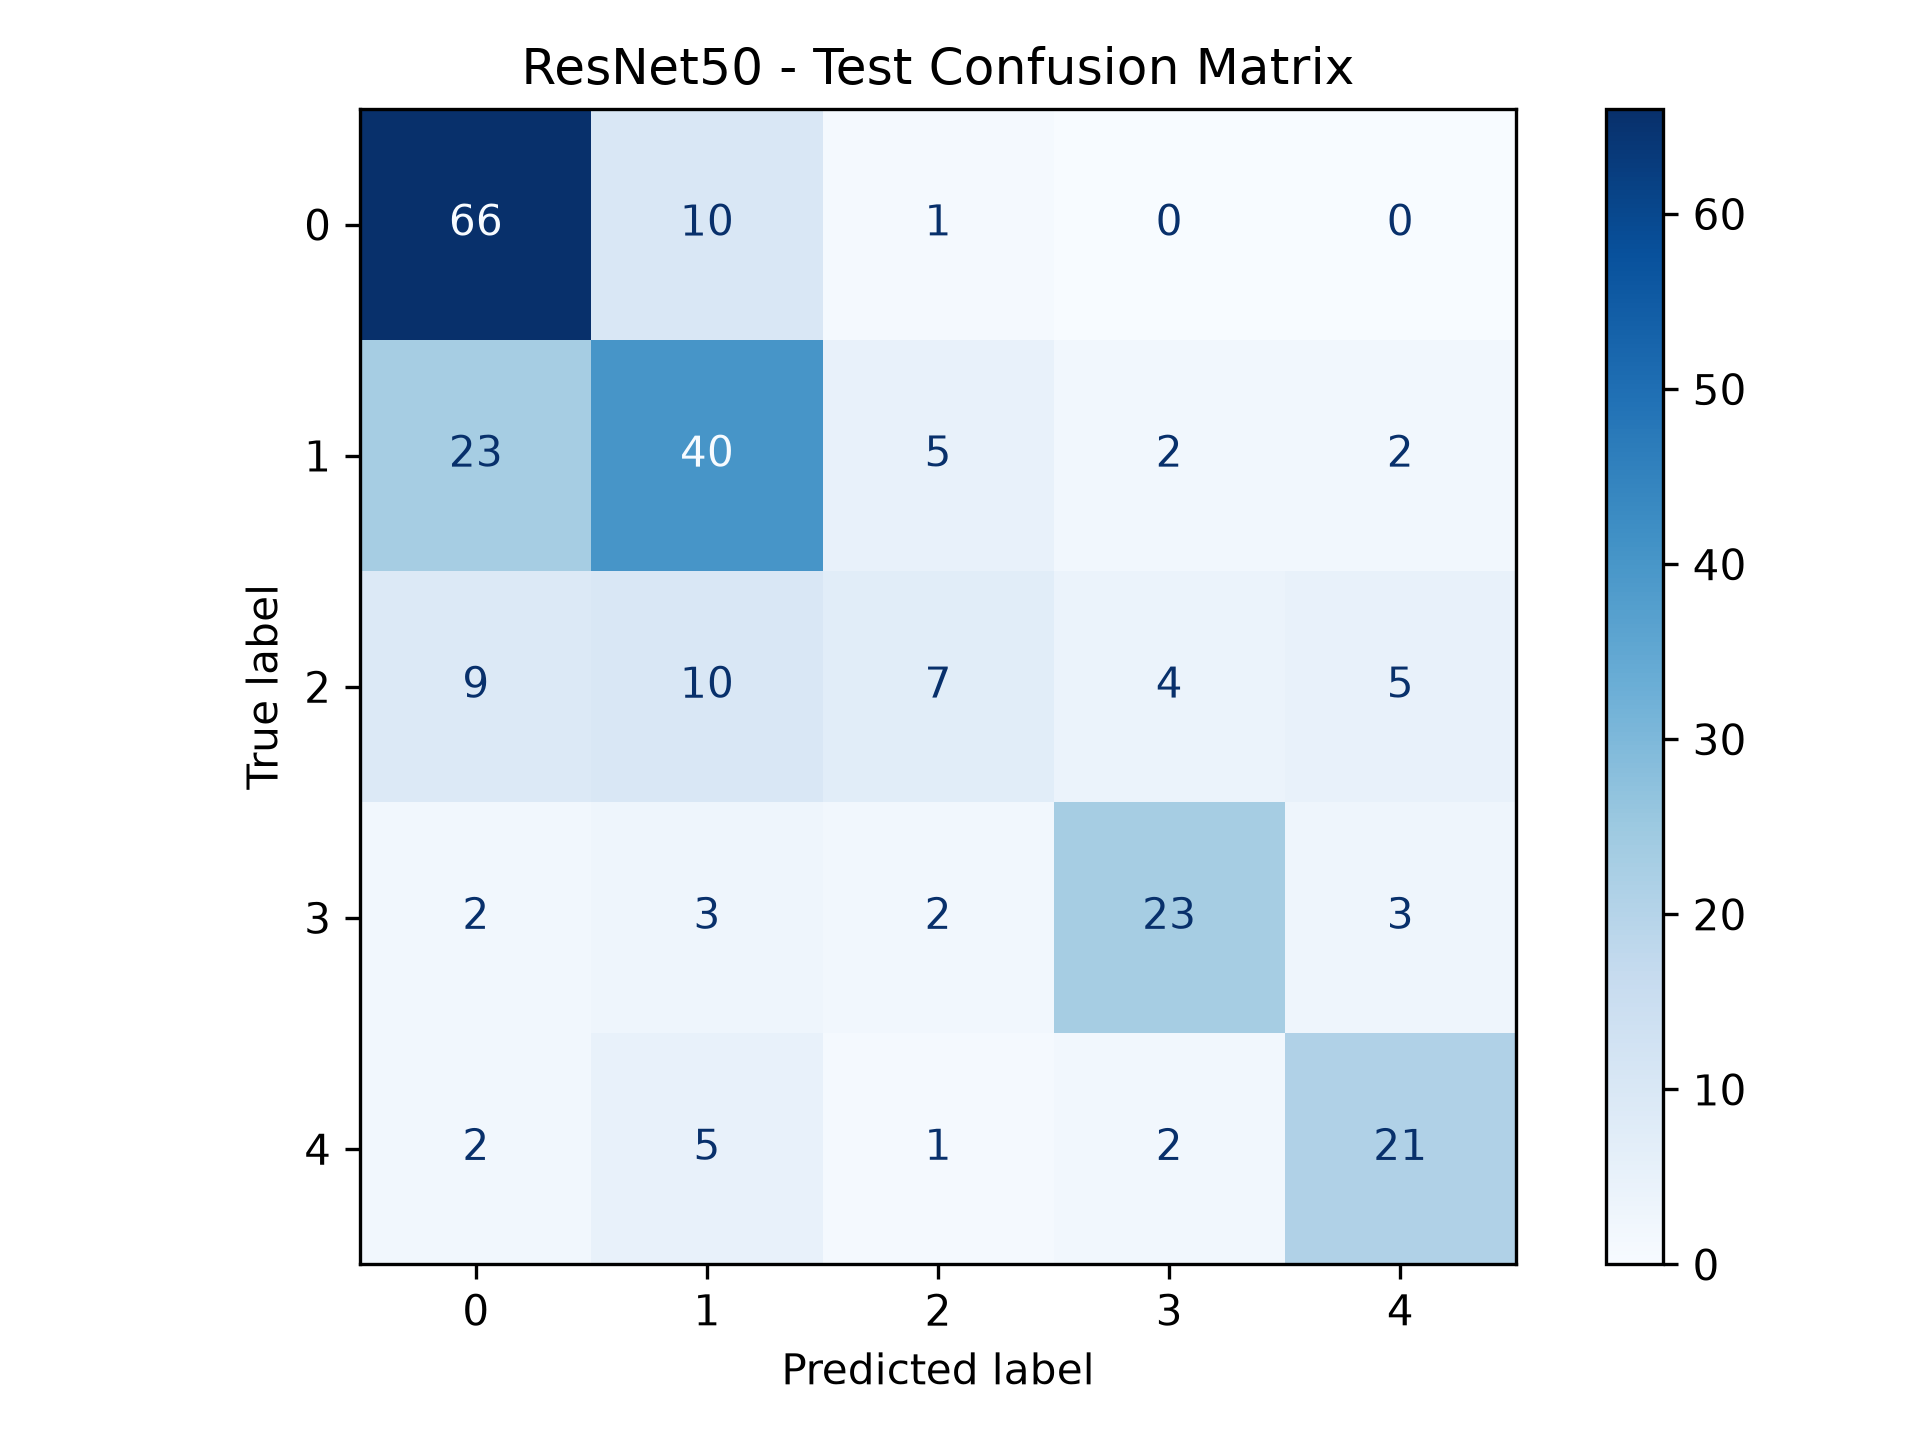 ResNet50 - Test Confusion Matrix
True label
0 66 10 1 0 0
1 23 40 5 2 2
2 9 10 7 4 5
3 2 3 2 23 3
4 2 5 1 2 21
0 1 2 3 4
Predicted label
60
50
40
30
20
10
0